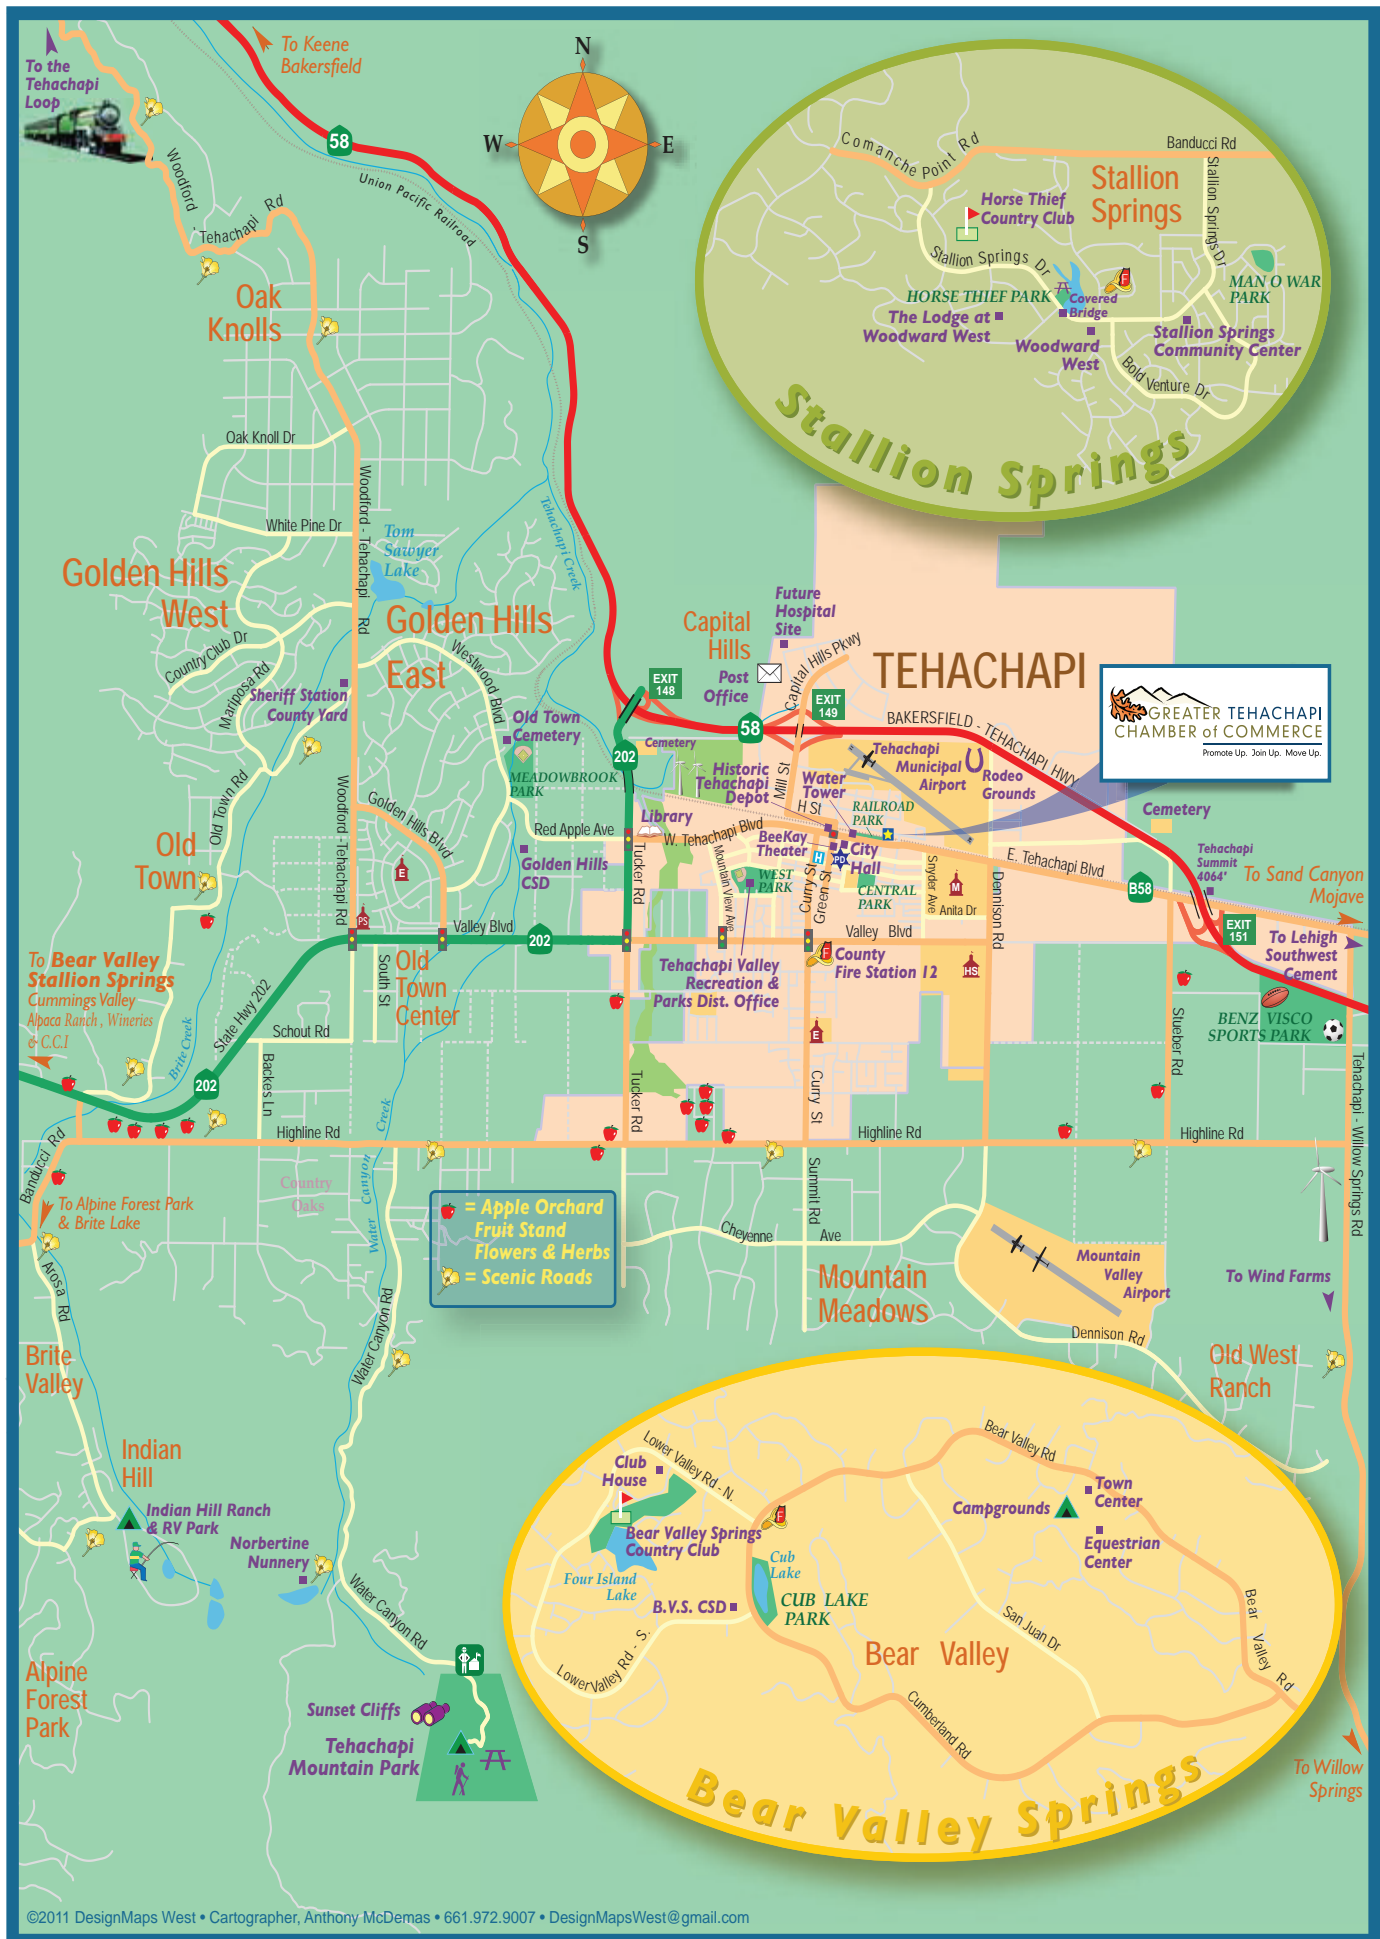 To Keene
Bakersfield
To the
Tehachapi
Loop
N
W
E
S
58
Union Pacific Railroad
Woodford
Tehachapi Rd
Oak
Knolls
Comanche Point Rd
Banducci Rd
Stallion
Springs
Stallion Springs Dr
Horse Thief
Country Club
Stallion Springs Dr
MAN O WAR
PARK
HORSE THIEF PARK
Covered
Bridge
The Lodge at
Woodward West
Woodward
West
Stallion Springs
Community Center
Bold Venture Dr
Stallion Springs
F
Oak Knoll Dr
Woodford - Tehachapi Rd
White Pine Dr
Tom
Sawyer
Lake
Tehachapi Creek
Golden Hills
West
Golden Hills
East
Country Club Dr
Mariposa Rd
Westwood Blvd
Sheriff Station
County Yard
Old Town
Cemetery
MEADOWBROOK
PARK
Future
Hospital
Site
Capital
Hills
Capital Hills Pkwy
Post
Office
TEHACHAPI
EXIT
148
EXIT
149
58
202
BAKERSFIELD - TEHACHAPI HWY
GREATER TEHACHAPI
CHAMBER of COMMERCE
Promote Up. Join Up. Move Up.
Cemetery
Historic
Tehachapi
Depot
Mill St
Water
Tower
Tehachapi
Municipal
Airport
Rodeo
Grounds
H St
RAILROAD
PARK
Cemetery
Library
W. Tehachapi Blvd
BeeKay
Theater
H
PD
City
Hall
E. Tehachapi Blvd
Tehachapi
Summit
4064'
B58
To Sand Canyon
Mojave
EXIT
151
To Lehigh
Southwest
Cement
Old Town Rd
Woodford - Tehachapi Rd
Golden Hills Blvd
Red Apple Ave
Golden Hills
CSD
Tucker Rd
Mountain View Ave
WEST
PARK
Curry St
Green St
CENTRAL
PARK
Snyder Ave
M
Anita Dr
Dennison Rd
Old
Town
E
PS
Valley Blvd
202
Valley Blvd
F
County
Fire Station 12
HS
Tehachapi Valley
Recreation &
Parks Dist. Office
To Bear Valley
Stallion Springs
Cummings Valley
Alpaca Ranch , Wineries
& C.C.I
State Hwy 202
South St
Old
Town
Center
Schout Rd
Brite Creek
Backes Ln
202
E
Stueber Rd
BENZ VISCO
SPORTS PARK
Tehachapi - Willow Springs Rd
Tucker Rd
Curry St
Banducci Rd
Highline Rd
Highline Rd
Highline Rd
Country
Oaks
Water Canyon Creek
To Alpine Forest Park
& Brite Lake
= Apple Orchard
Fruit Stand
Flowers & Herbs
= Scenic Roads
Summit Rd
Cheyenne Ave
Mountain
Valley
Airport
Mountain
Meadows
To Wind Farms
Dennison Rd
Arosa Rd
Water Canyon Rd
Brite
Valley
Old West
Ranch
Indian
Hill
Indian Hill Ranch
& RV Park
Norbertine
Nunnery
Water Canyon Rd
Alpine
Forest
Park
Sunset Cliffs
Tehachapi
Mountain Park
Lower Valley Rd - N.
Club
House
Bear Valley Springs
Country Club
F
Four Island
Lake
Cub
Lake
CUB LAKE
PARK
B.V.S. CSD
Lower Valley Rd - S.
Bear Valley Rd
Town
Center
Campgrounds
Equestrian
Center
San Juan Dr
Bear Valley Rd
Bear Valley
Cumberland Rd
Bear Valley Springs
To Willow
Springs
©2011 DesignMaps West • Cartographer, Anthony McDemas • 661.972.9007 • DesignMapsWest@gmail.com